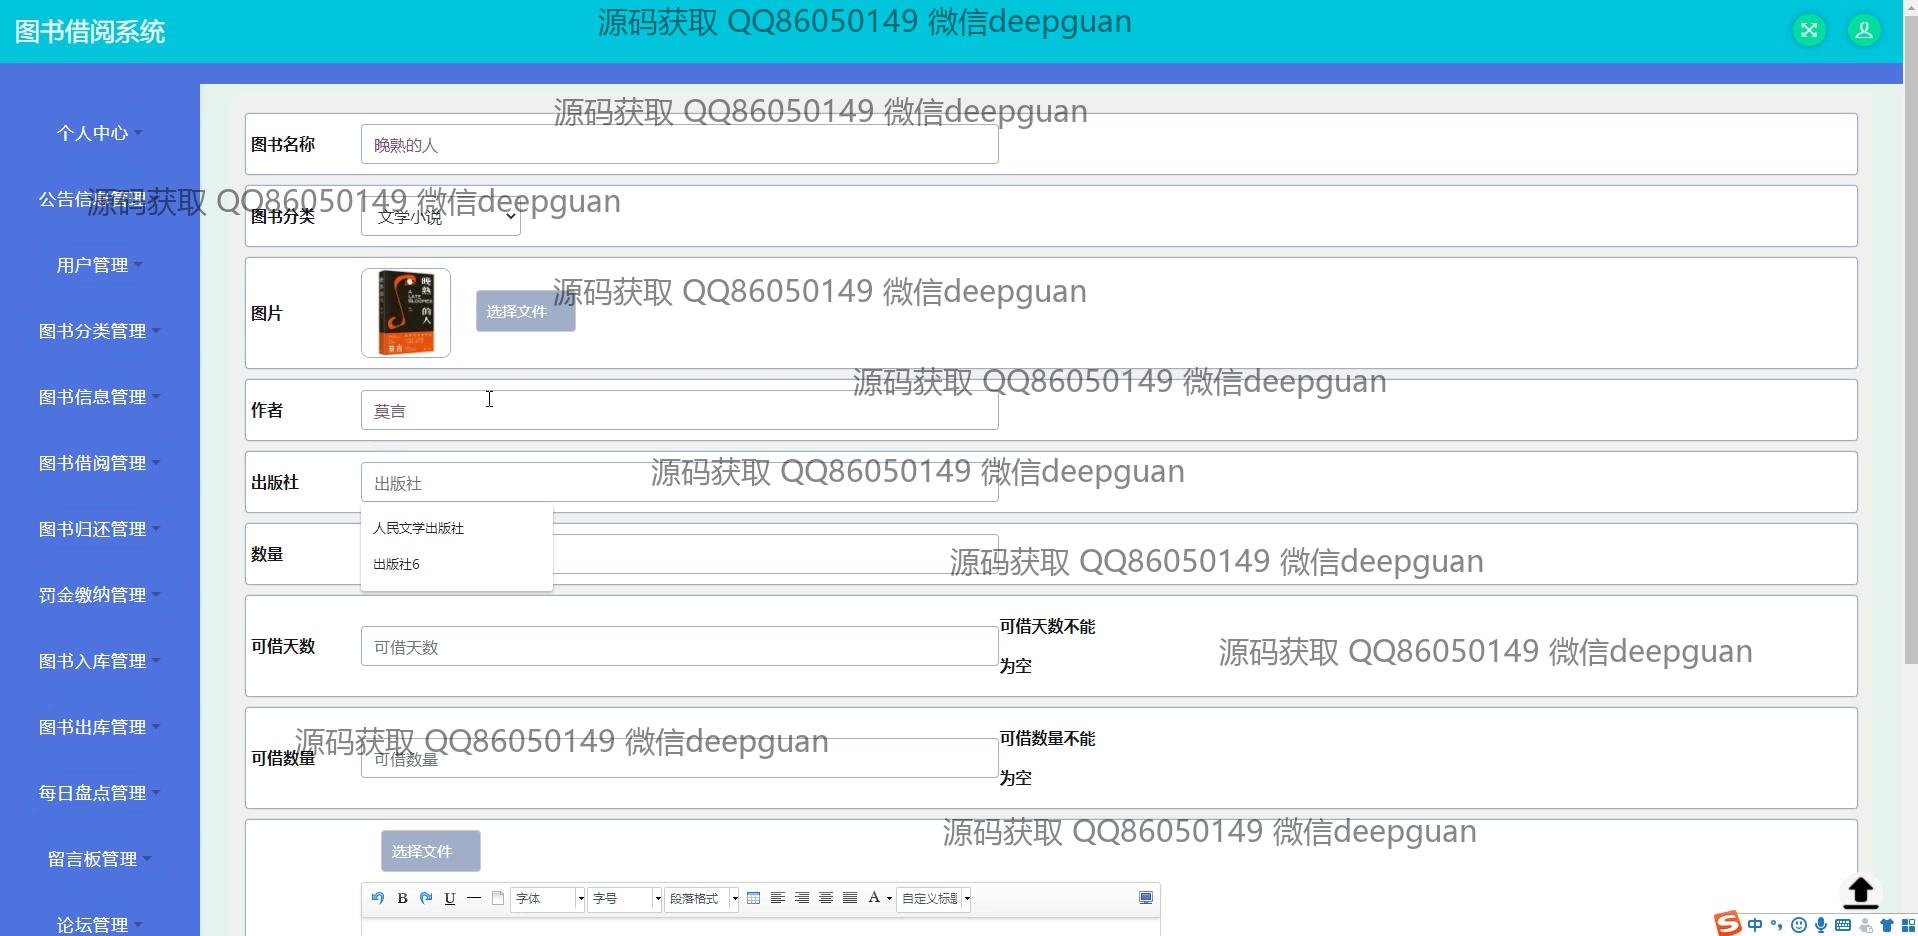 图书借阅系统
源码获取 QQ86050149 微信deepguan
个人中心
公告信息管理
用户管理
图书分类管理
图书信息管理
图书借阅管理
图书归还管理
罚金缴纳管理
图书入库管理
图书出库管理
每日盘点管理
留言板管理
论坛管理
源码获取 QQ86050149 微信deepguan
图书名称
晚熟的人
源码获取 QQ86050149 微信deepguan
图书分类
文学小说
图片
晚熟的人
A LATE BLOOMER
莫言
选择文件
源码获取 QQ86050149 微信deepguan
源码获取 QQ86050149 微信deepguan
作者
莫言
出版社
出版社
源码获取 QQ86050149 微信deepguan
人民文学出版社
出版社6
数量
源码获取 QQ86050149 微信deepguan
可借天数
可借天数
可借天数不能
为空
源码获取 QQ86050149 微信deepguan
可借数量
可借数量
可借数量不能
为空
源码获取 QQ86050149 微信deepguan
源码获取 QQ86050149 微信deepguan
选择文件
B U 字体 字号 段落格式 A 自定义标题
中